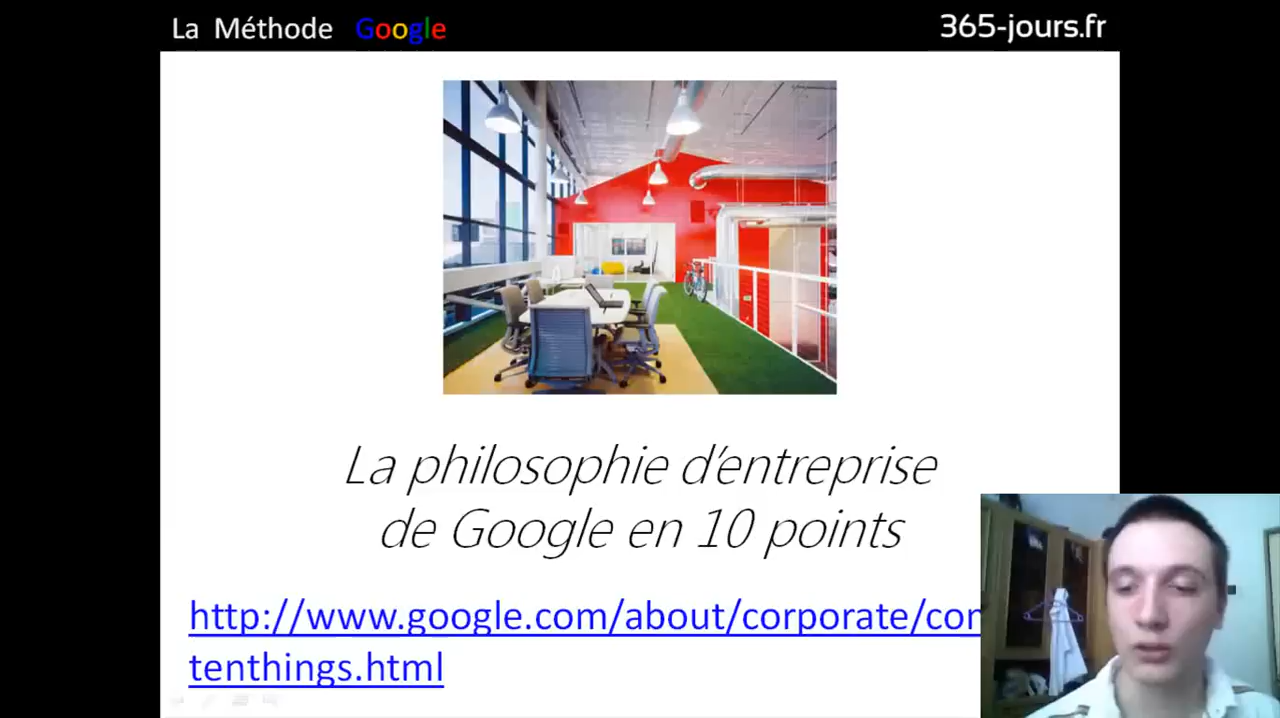 La Méthode Google
365-jours.fr
La philosophie d'entreprise
de Google en 10 points
http://www.google.com/about/corporate/con
tenthings.html